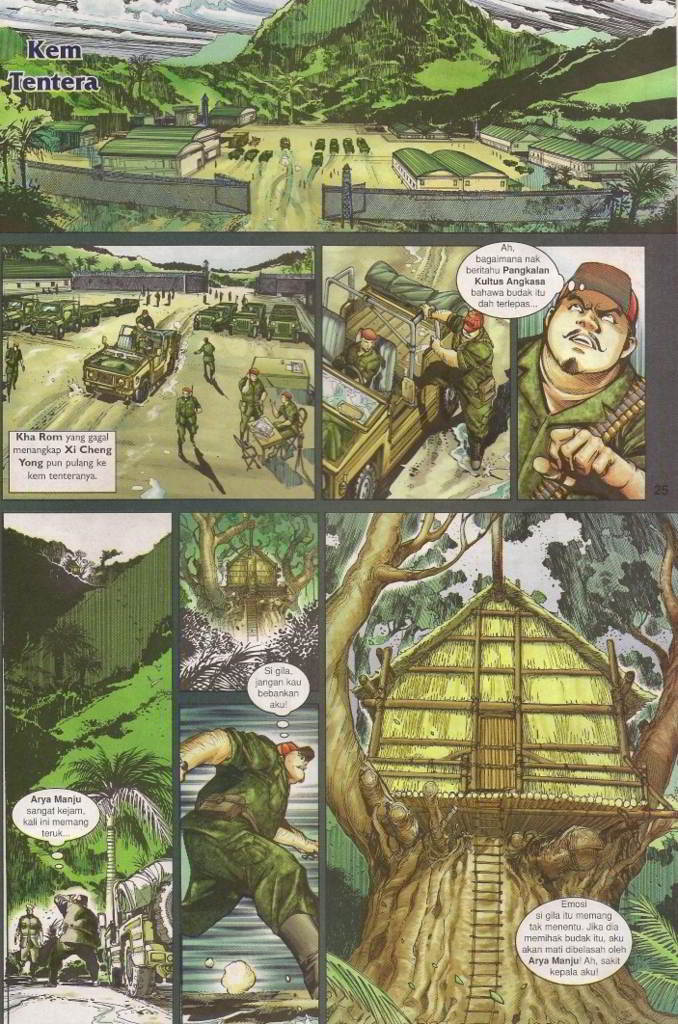 Kem
Tentera
Kha Rom yang gagal
menangkap Xi Cheng
Yong pun pulang ke
kem tenteranya.
Ah,
bagaimana nak
beritahu Pangkalan
Kultus Angkasa
bahawa budak itu
dah terlepas...
25
Arya Manju
sangat kejam,
kali ini memang
teruk...
Si gila,
jangan kau
bebankan
aku!
Emosi
si gila itu memang
tak menentu. Jika dia
memihak budak itu, aku
akan mati dibelasah oleh
Arya Manju! Ah, sakit
kepala aku!